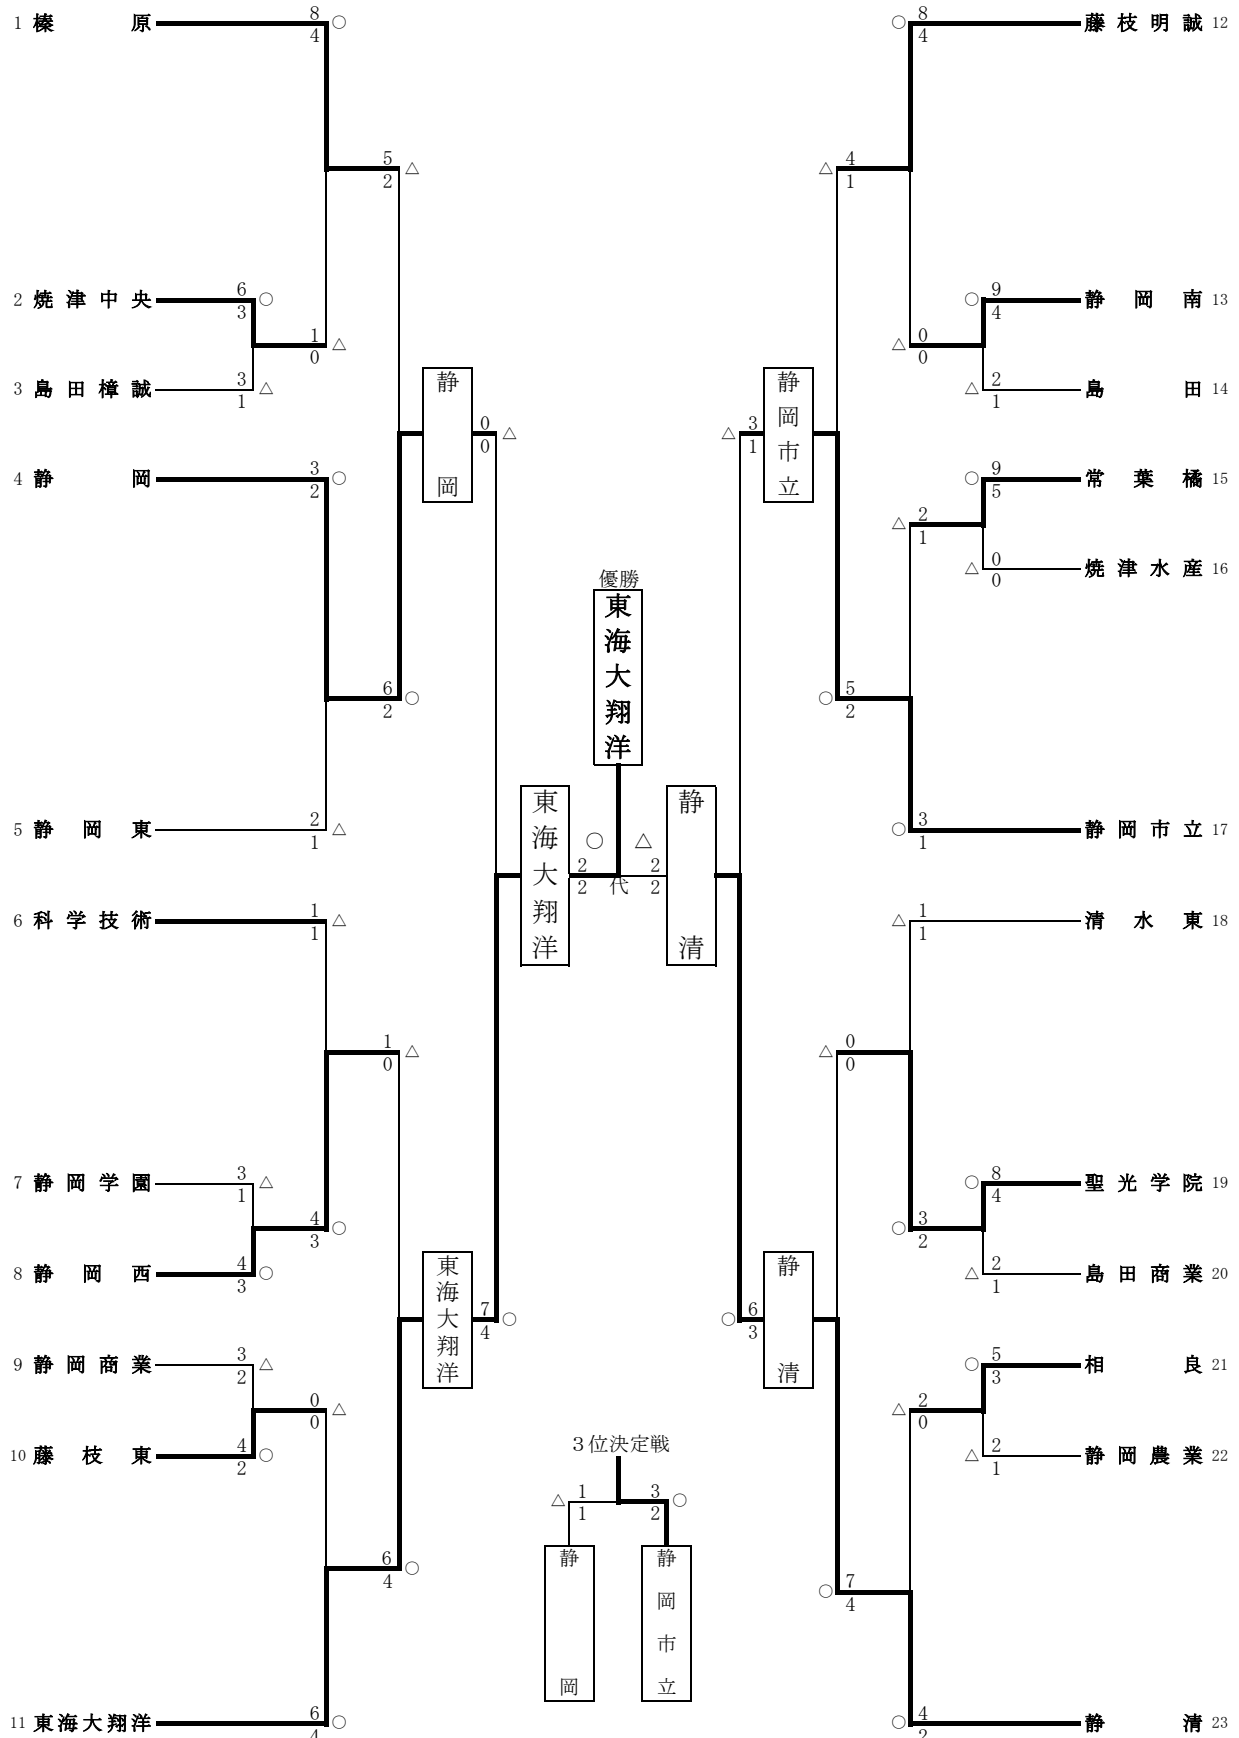 1 榛原 8 ○
4
2 焼津中央 6 ○
3
1 △
0
3 島田樟誠 3 △
1
5 △
2
4 静岡 3 ○
2
6 ○
2
5 静岡東 2 △
1
静岡
0 △
0
6 科学技術 1 △
1
1 △
0
7 静岡学園 3 △
1
4 ○
3
8 静岡西 4 ○
3
9 静岡商業 3 △
2
0 △
0
10 藤枝東 4 ○
2
6 ○
4
11 東海大翔洋 6 ○
4
東海大翔洋
7 ○
4
優勝
東海大翔洋
東海大翔洋
○ △
2 2
2 代 2
静清
○ 8 藤枝明誠 12
4
△ 4
1
○ 9 静岡南 13
4
△ 0
0
△ 2 島田 14
1
静岡市立
△ 3
1
○ 9 常葉橘 15
5
△ 2
1
△ 0 焼津水産 16
0
○ 5
2
○ 3 静岡市立 17
1
△ 1 清水東 18
1
△ 0
0
○ 8 聖光学院 19
4
○ 3
2
△ 2 島田商業 20
1
静清
○ 6
3
○ 5 相良 21
3
△ 2
0
△ 2 静岡農業 22
1
○ 7
4
○ 4 静清 23
2
3位決定戦
△ 1 3 ○
1 2
静岡
静岡市立